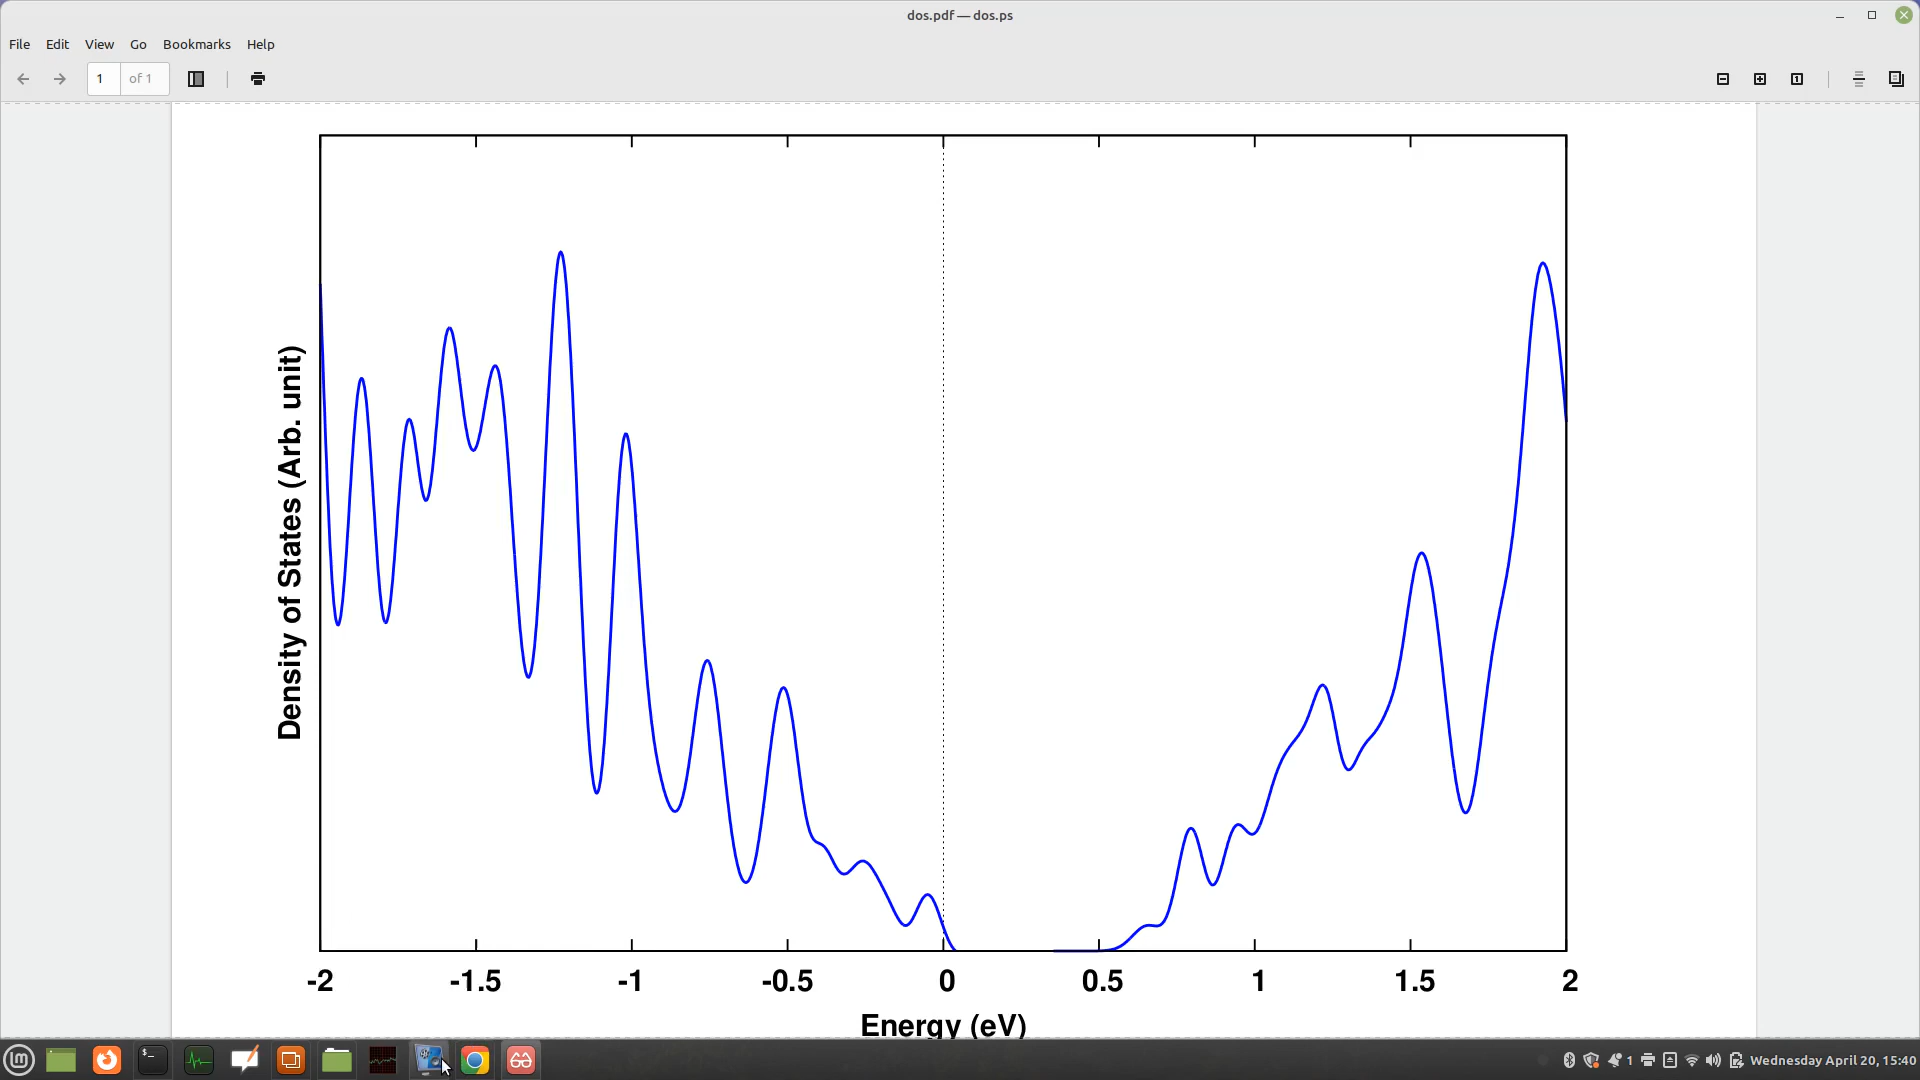 dos.pdf — dos.ps
File Edit View Go Bookmarks Help
1 of 1
Density of States (Arb. unit)
-2 -1.5 -1 -0.5 0 0.5 1 1.5 2
Energy (eV)
1 Wednesday April 20, 15:40